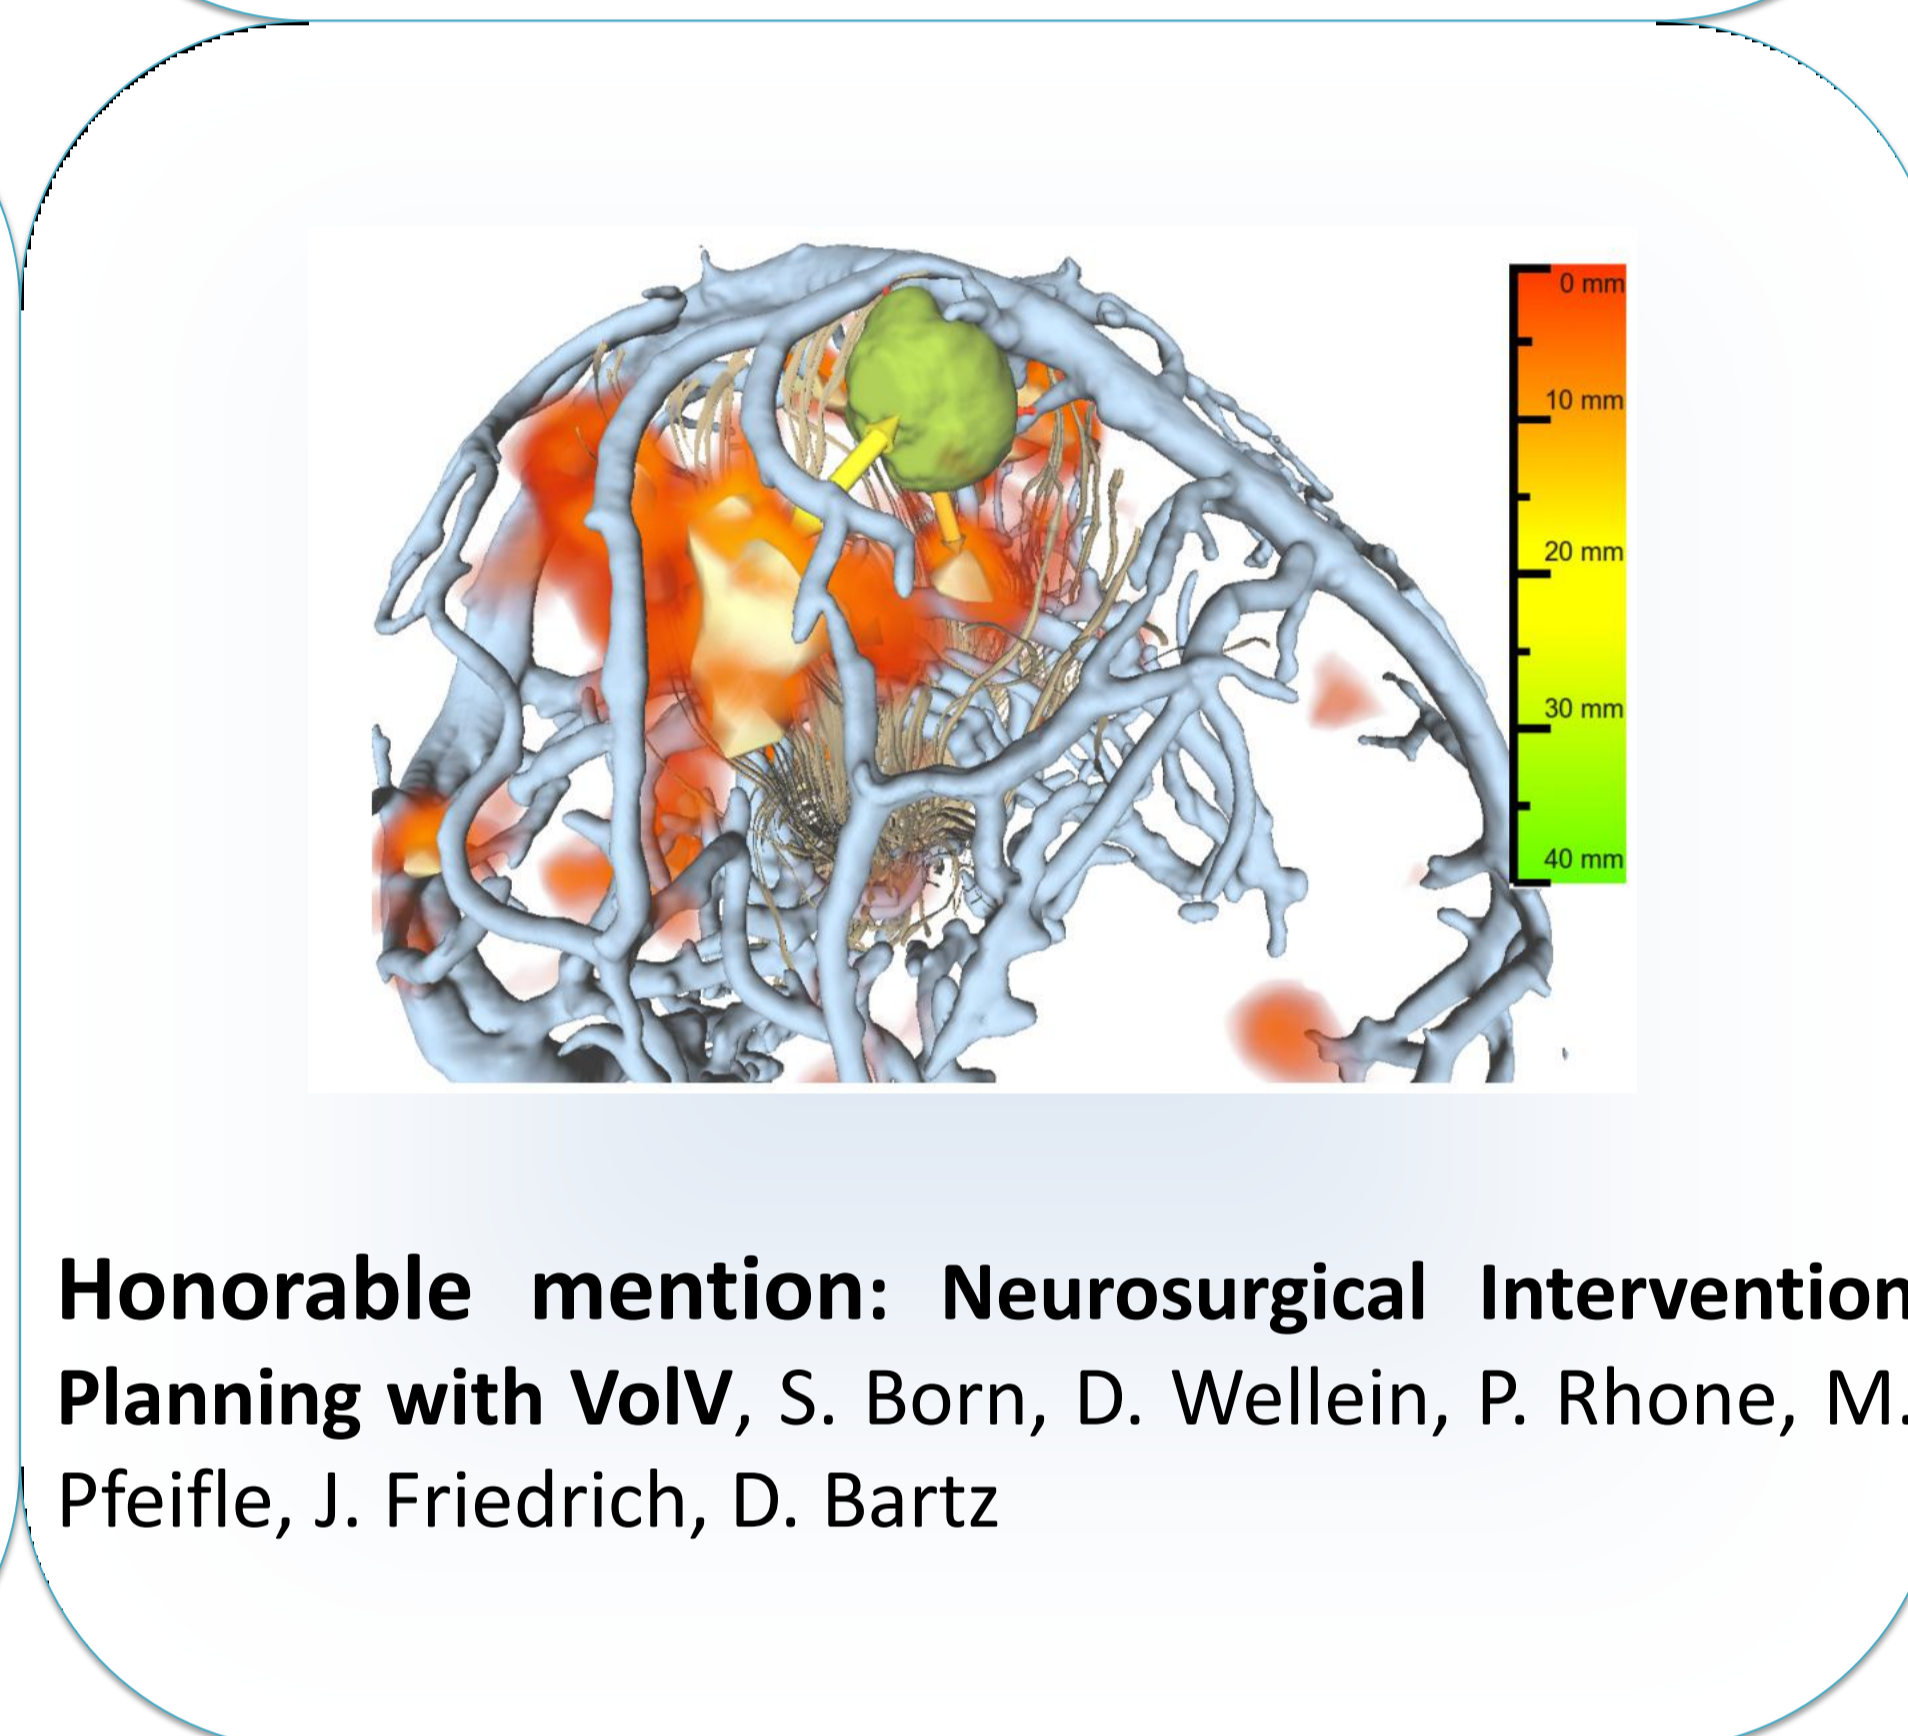 0 mm
10 mm
20 mm
30 mm
40 mm
Honorable mention: Neurosurgical Intervention
Planning with VolV, S. Born, D. Wellein, P. Rhone, M.
Pfeifle, J. Friedrich, D. Bartz